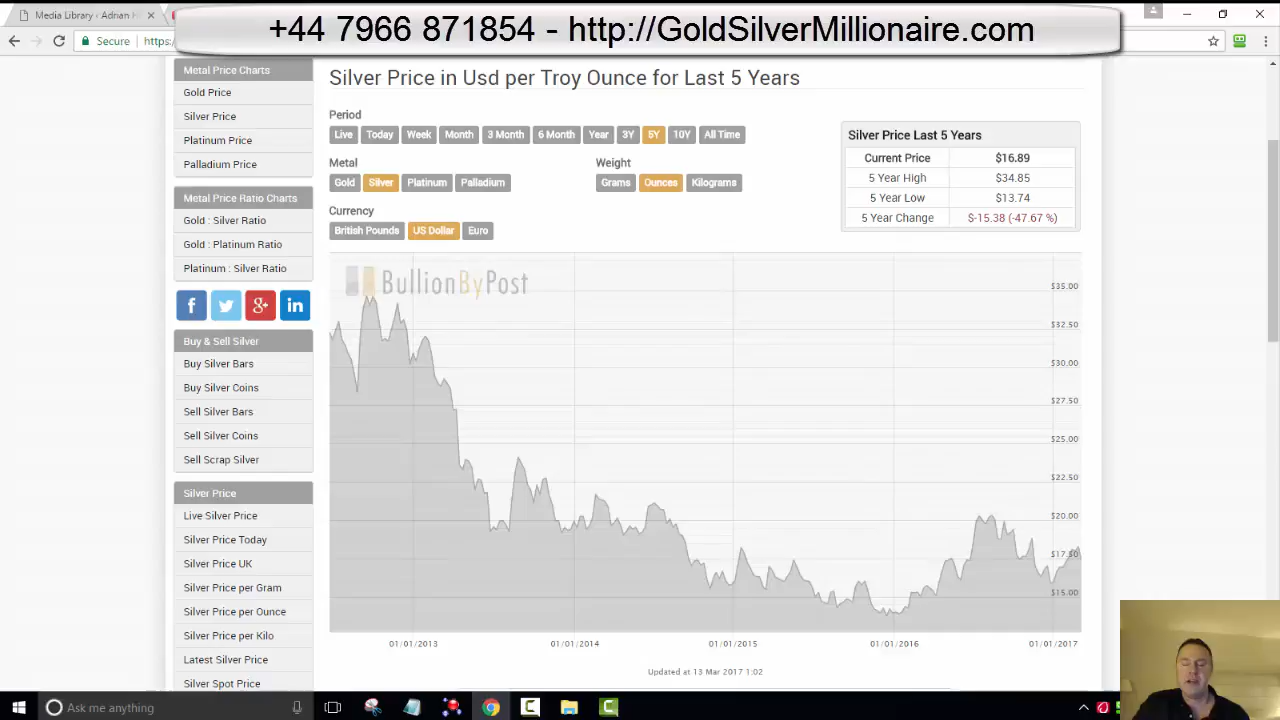 Media Library ‹ Adnan H
+44 7966 871854 - http://GoldSilverMillionaire.com
Secure
https:
Metal Price Charts
Gold Price
Silver Price
Platinum Price
Palladium Price
Metal Price Ratio Charts
Gold : Silver Ratio
Gold : Platinum Ratio
Platinum : Silver Ratio
Buy & Sell Silver
Buy Silver Bars
Buy Silver Coins
Sell Silver Bars
Sell Silver Coins
Sell Scrap Silver
Silver Price
Live Silver Price
Silver Price Today
Silver Price UK
Silver Price per Gram
Silver Price per Ounce
Silver Price per Kilo
Latest Silver Price
Silver Spot Price
Silver Price in Usd per Troy Ounce for Last 5 Years
Period
Live Today Week Month 3 Month 6 Month Year 3Y 5Y 10Y All Time
Metal
Gold Silver Platinum Palladium
Weight
Grams Ounces Kilograms
Currency
British Pounds US Dollar Euro
Silver Price Last 5 Years
Current Price $16.89
5 Year High $34.85
5 Year Low $13.74
5 Year Change $-15.38 (-47.67 %)
BullionByPost
$35.00
$32.50
$30.00
$27.50
$25.00
$22.50
$20.00
$17.50
$15.00
01/01/2013 01/01/2014 01/01/2015 01/01/2016 01/01/2017
Updated at 13 Mar 2017 1:02
Ask me anything